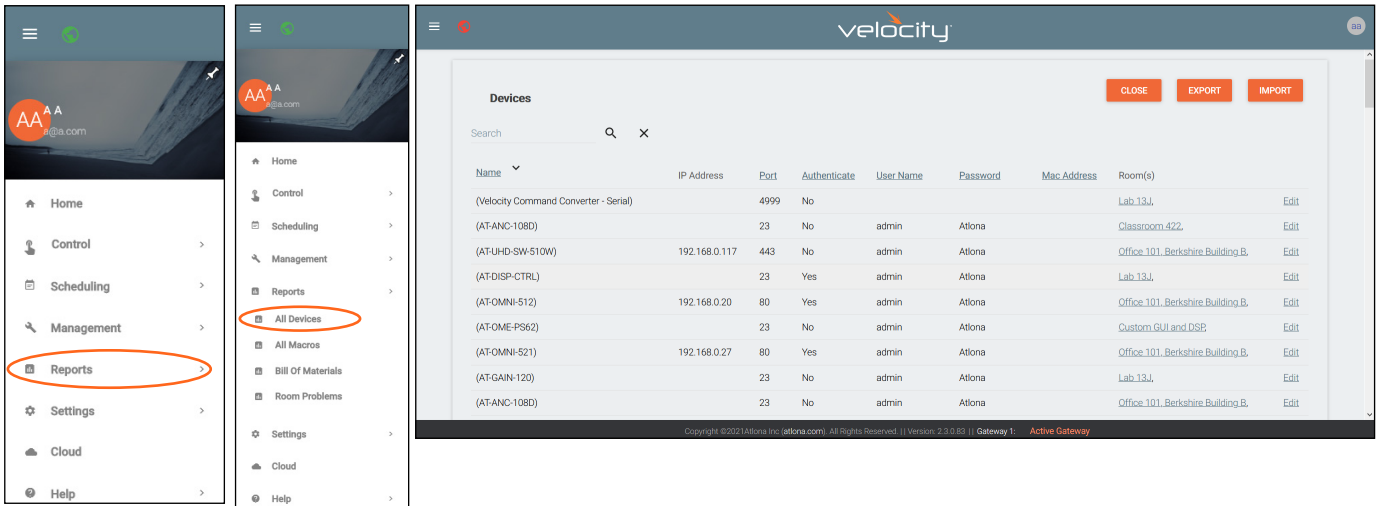 AA
A A
a@a.com
Home
Control
Scheduling
Management
Reports
Settings
Cloud
Help
AA
A A
a@a.com
Home
Control
Scheduling
Management
Reports
All Devices
All Macros
Bill Of Materials
Room Problems
Settings
Cloud
Help
velocity
aa
Devices
CLOSE EXPORT IMPORT
Search
Name IP Address Port Authenticate User Name Password Mac Address Room(s)
(Velocity Command Converter - Serial) 4999 No Lab 13J, Edit
(AT-ANC-108D) 23 No admin Atlona Classroom 422, Edit
(AT-UHD-SW-510W) 192.168.0.117 443 No admin Atlona Office 101, Berkshire Building B, Edit
(AT-DISP-CTRL) 23 Yes admin Atlona Lab 13J, Edit
(AT-OMNI-512) 192.168.0.20 80 Yes admin Atlona Office 101, Berkshire Building B, Edit
(AT-OME-PS62) 23 No admin Atlona Custom GUI and DSP, Edit
(AT-OMNI-521) 192.168.0.27 80 Yes admin Atlona Office 101, Berkshire Building B, Edit
(AT-GAIN-120) 23 No admin Atlona Lab 13J, Edit
(AT-ANC-108D) 23 No admin Atlona Office 101, Berkshire Building B, Edit
Copyright ©2021Atlona Inc (atlona.com). All Rights Reserved. || Version: 2.3.0.83 || Gateway 1: Active Gateway